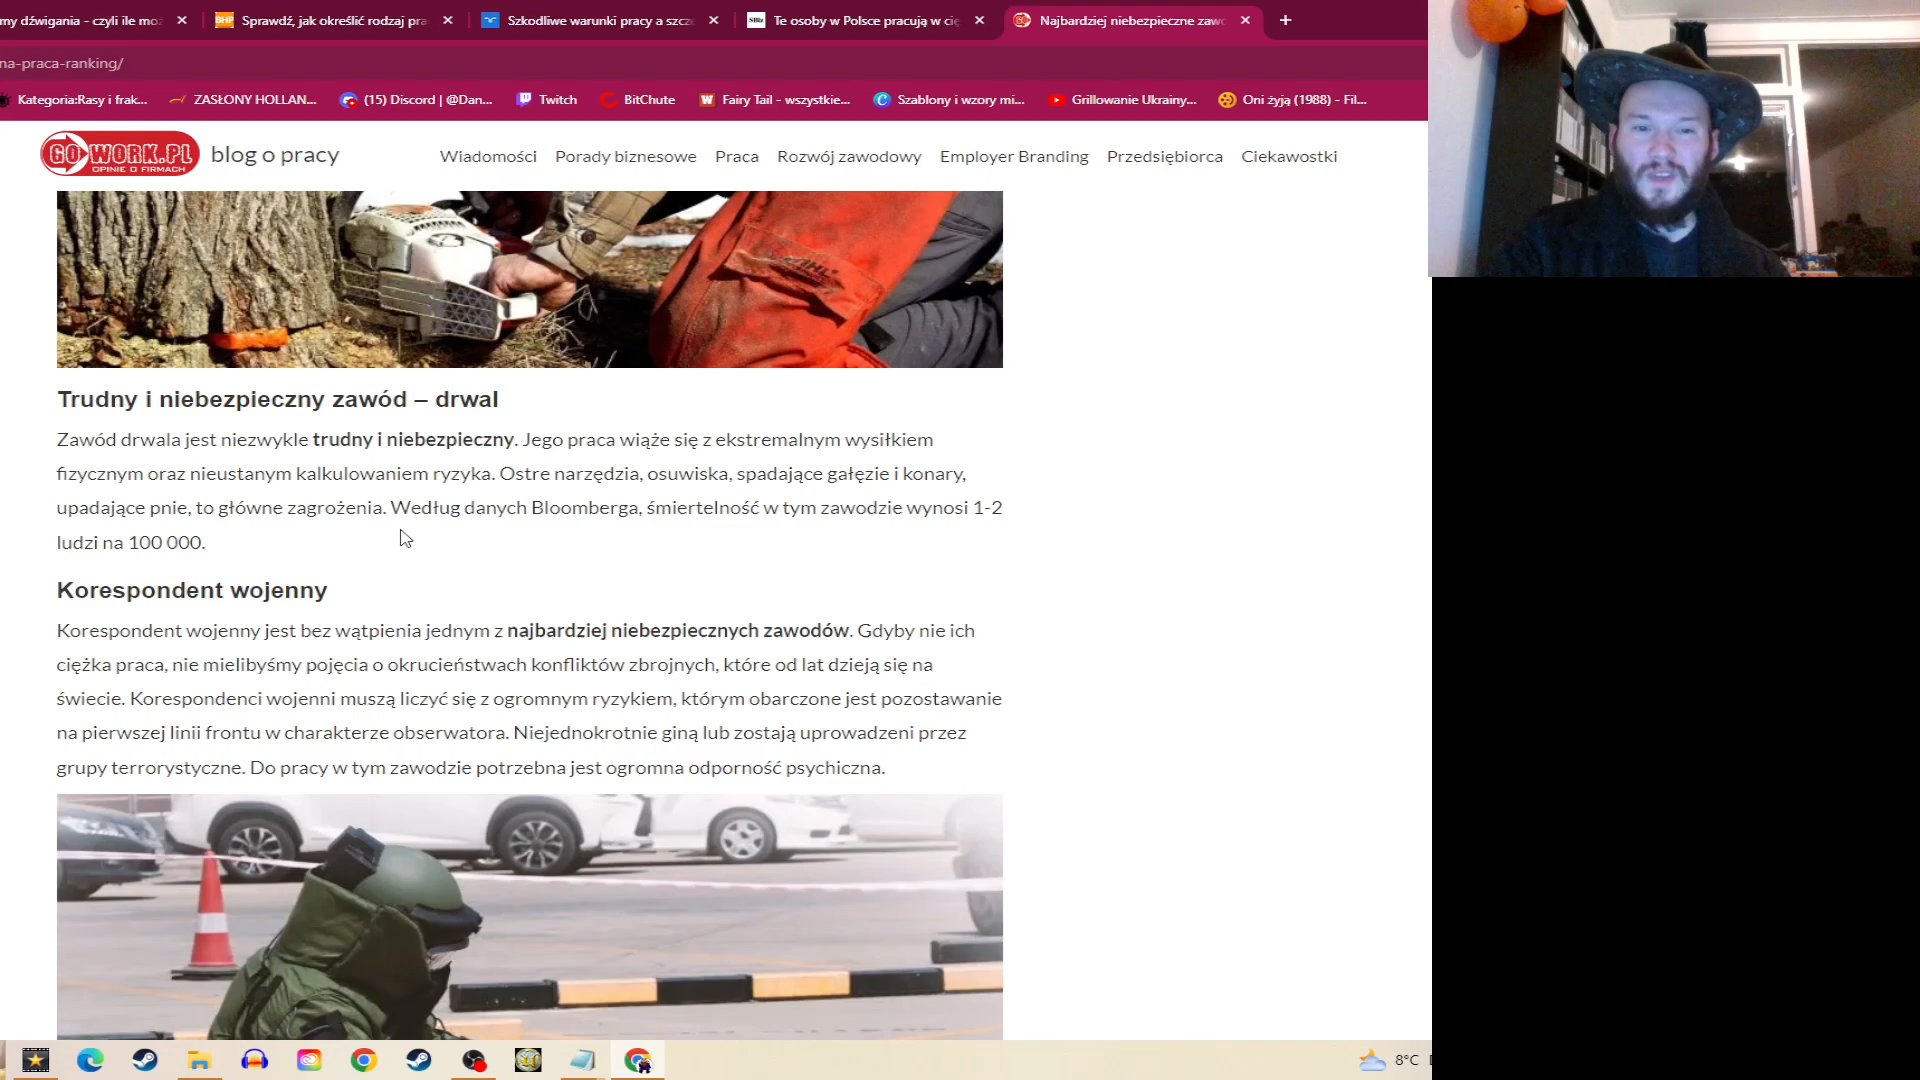 my dźwigania - czyli ile moż
BHP Sprawdź, jak określić rodzaj pra
Szkodliwe warunki pracy a szcze
SBiz Te osoby w Polsce pracują w cię
Najbardziej niebezpieczne zawo
na-praca-ranking/
Kategoria:Rasy i frak...
ZASŁONY HOLLAN...
(15) Discord | @Dan...
Twitch
BitChute
Fairy Tail - wszystkie...
Szablony i wzory mi...
Grillowanie Ukrainy...
Oni żyją (1988) - Fil...
GOWORK.PL
OPINIE O FIRMACH
blog o pracy
Wiadomości
Porady biznesowe
Praca
Rozwój zawodowy
Employer Branding
Przedsiębiorca
Ciekawostki
STIHL
Trudny i niebezpieczny zawód – drwal
Zawód drwala jest niezwykle trudny i niebezpieczny. Jego praca wiąże się z ekstremalnym wysiłkiem
fizycznym oraz nieustanym kalkulowaniem ryzyka. Ostre narzędzia, osuwiska, spadające gałęzie i konary,
upadające pnie, to główne zagrożenia. Według danych Bloomberga, śmiertelność w tym zawodzie wynosi 1-2
ludzi na 100 000.
Korespondent wojenny
Korespondent wojenny jest bez wątpienia jednym z najbardziej niebezpiecznych zawodów. Gdyby nie ich
ciężka praca, nie mielibyśmy pojęcia o okrucieństwach konfliktów zbrojnych, które od lat dzieją się na
świecie. Korespondenci wojenni muszą liczyć się z ogromnym ryzykiem, którym obarczone jest pozostawanie
na pierwszej linii frontu w charakterze obserwatora. Niejednokrotnie giną lub zostają uprowadzeni przez
grupy terrorystyczne. Do pracy w tym zawodzie potrzebna jest ogromna odporność psychiczna.
8°C